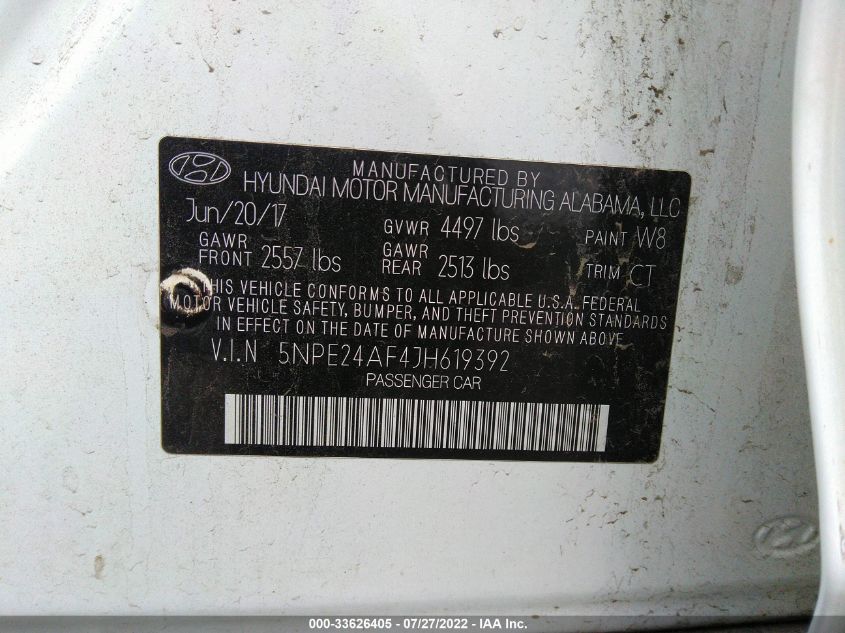 MANUFACTURED BY
HYUNDAI MOTOR MANUFACTURING ALABAMA, LLC
Jun/20/17 GVWR 4497 lbs PAINT W8
GAWR FRONT 2557 lbs GAWR REAR 2513 lbs TRIM CT
THIS VEHICLE CONFORMS TO ALL APPLICABLE U.S.A. FEDERAL
MOTOR VEHICLE SAFETY, BUMPER, AND THEFT PREVENTION STANDARDS
IN EFFECT ON THE DATE OF MANUFACTURE SHOWN ABOVE
V.I.N 5NPE24AF4JH619392
PASSENGER CAR
000-33626405 - 07/27/2022 - IAA Inc.